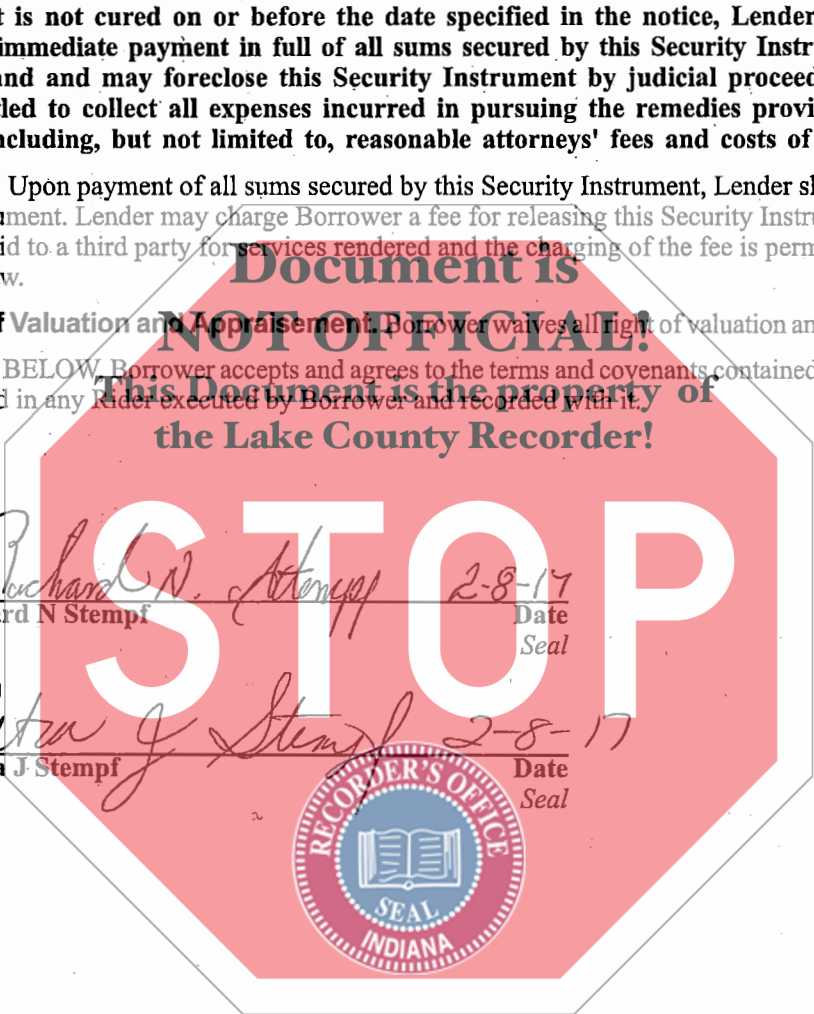 t is not cured on or before the date specified in the notice, Lender
immediate payment in full of all sums secured by this Security Instr
and and may foreclose this Security Instrument by judicial proceed
led to collect all expenses incurred in pursuing the remedies provi
ncluding, but not limited to, reasonable attorneys' fees and costs of
Upon payment of all sums secured by this Security Instrument, Lender sh
ument. Lender may charge Borrower a fee for releasing this Security Instru
id to a third party for services rendered and the charging of the fee is perm
w.
Document is
f Valuation and Appraisement. Borrower waives all right of valuation an
NOT OFFICIAL!
BELOW, Borrower accepts and agrees to the terms and covenants contained
d in any Rider executed by Borrower and recorded with it.
This Document is the property of
the Lake County Recorder!
STOP
Richard N. Stempf 2-8-17
rd N Stempf Date
Seal
J Stempf 2-8-17
a J Stempf Date
Seal
RECORDER'S OFFICE
SEAL
INDIANA